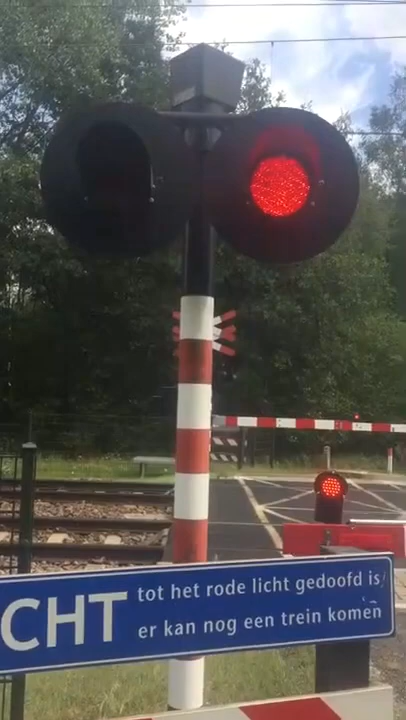 CHT
tot het rode licht gedoofd is/
er kan nog een trein komen